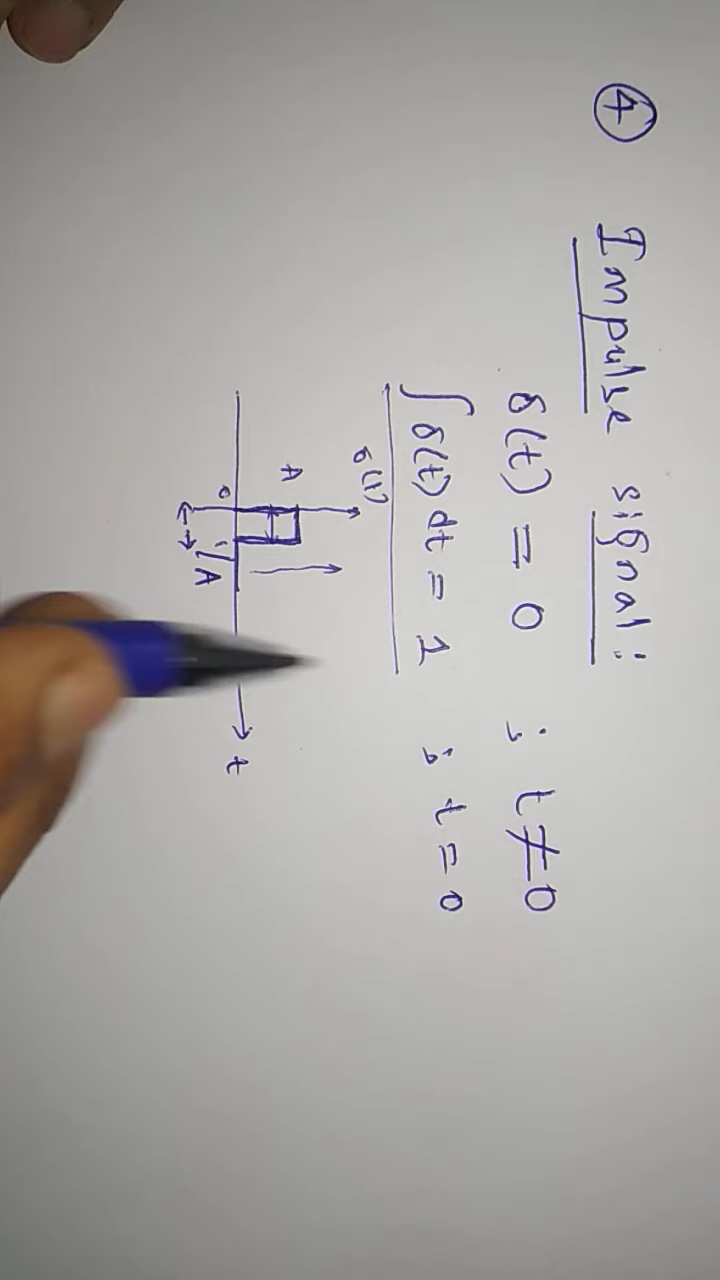 ④ Impulse signal:
δ(t) = 0 ; t ≠ 0
∫ δ(t) dt = 1 ; t = 0
δ(t)
A
0
1/A
t